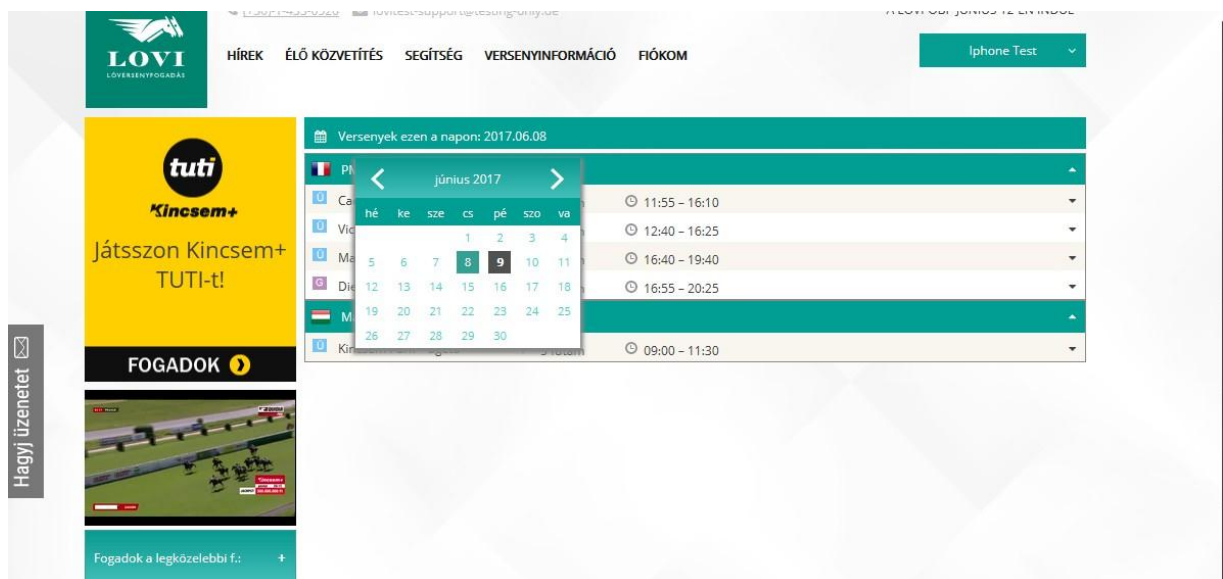 LOVI
LÓVERSENYFOGADÁS
HÍREK ÉLŐ KÖZVETÍTÉS SEGÍTSÉG VERSENYINFORMÁCIÓ FIÓKOM
Iphone Test
tuti
Kincsem+
Játsszon Kincsem+
TUTI-t!
FOGADOK
Hagyj üzenetet
Fogadok a legközelebbi f.: +
Versenyek ezen a napon: 2017.06.08
június 2017
hé ke sze cs pé szo va
1 2 3 4
5 6 7 8 9 10 11
12 13 14 15 16 17 18
19 20 21 22 23 24 25
26 27 28 29 30
Ü 11:55 – 16:10
Ü 12:40 – 16:25
Ü 16:40 – 19:40
G 16:55 – 20:25
Ü 09:00 – 11:30